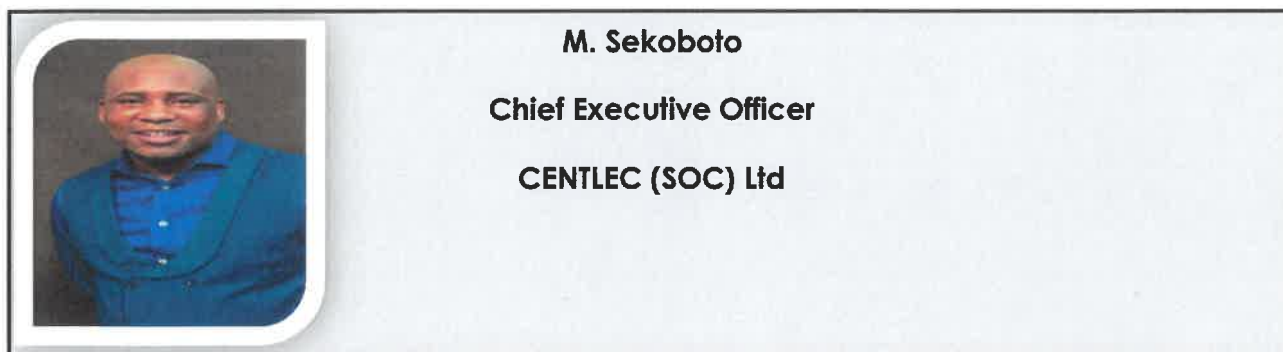 M. Sekoboto
Chief Executive Officer
CENTLEC (SOC) Ltd